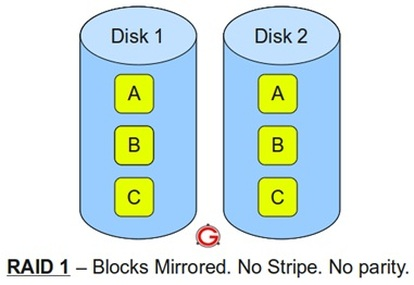 Disk 1 Disk 2
A A
B B
C C
G
RAID 1 – Blocks Mirrored. No Stripe. No parity.